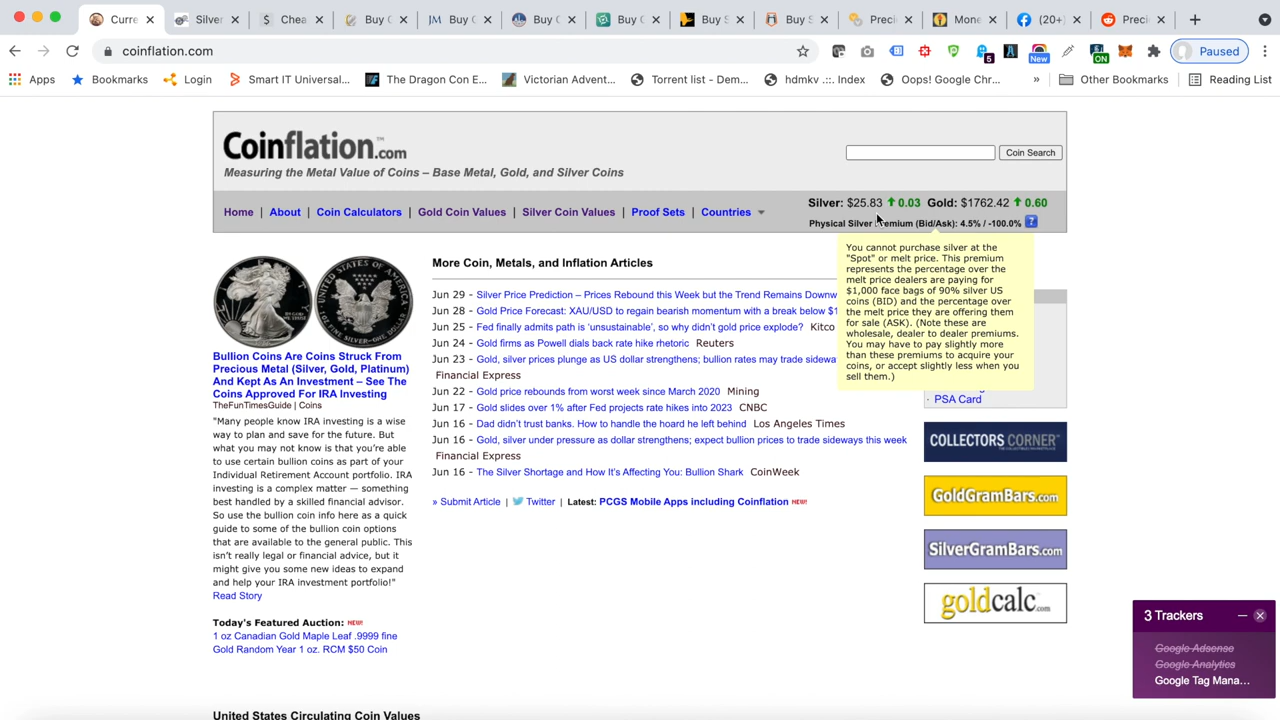 Curre
Silver
Chea
Buy G
Buy G
Buy G
Buy G
Buy S
Buy S
Preci
Mone
(20+)
Preci
coinflation.com
Paused
Apps
Bookmarks
Login
Smart IT Univers­al…
The Dragon Con E…
Victorian Advent…
Torrent list – Dem…
hdmkv .::. Index
Oops! Google Chr…
»
Other Bookmarks
Reading List
New
5
ON
Coinflation.com™
Measuring the Metal Value of Coins – Base Metal, Gold, and Silver Coins
Coin Search
Home | About | Coin Calculators | Gold Coin Values | Silver Coin Values | Proof Sets | Countries
Silver: $25.83 0.03 Gold: $1762.42 0.60
Physical Silver Premium (Bid/Ask): 4.5% / -100.0% ?
You cannot purchase silver at the
"Spot" or melt price. This premium
represents the percentage over the
melt price dealers are paying for
$1,000 face bags of 90% silver US
coins (BID) and the percentage over
the melt price they are offering them
for sale (ASK). (Note these are
wholesale, dealer to dealer premiums.
You may have to pay slightly more
than these premiums to acquire your
coins, or accept slightly less when you
sell them.)
Bullion Coins Are Coins Struck From
Precious Metal (Silver, Gold, Platinum)
And Kept As An Investment – See The
Coins Approved For IRA Investing
TheFunTimesGuide | Coins
"Many people know IRA investing is a wise
way to plan and save for the future. But
what you may not know is that you're able
to use certain bullion coins as part of your
Individual Retirement Account portfolio. IRA
investing is a complex matter — something
best handled by a skilled financial advisor.
So use the bullion coin info here as a quick
guide to some of the bullion coin options
that are available to the general public. This
isn't really legal or financial advice, but it
might give you some new ideas to expand
and help your IRA investment portfolio!"
Read Story
Today's Featured Auction: NEW!
1 oz Canadian Gold Maple Leaf .9999 fine
Gold Random Year 1 oz. RCM $50 Coin
United States Circulating Coin Values
More Coin, Metals, and Inflation Articles
Jun 29 - Silver Price Prediction – Prices Rebound this Week but the Trend Remains Downw
Jun 28 - Gold Price Forecast: XAU/USD to regain bearish momentum with a break below $1
Jun 25 - Fed finally admits path is 'unsustainable', so why didn't gold price explode? Kitco
Jun 24 - Gold firms as Powell dials back rate hike rhetoric Reuters
Jun 23 - Gold, silver prices plunge as US dollar strengthens; bullion rates may trade sidewa
Financial Express
Jun 22 - Gold price rebounds from worst week since March 2020 Mining
Jun 17 - Gold slides over 1% after Fed projects rate hikes into 2023 CNBC
Jun 16 - Dad didn't trust banks. How to handle the hoard he left behind Los Angeles Times
Jun 16 - Gold, silver under pressure as dollar strengthens; expect bullion prices to trade sideways this week
Financial Express
Jun 16 - The Silver Shortage and How It's Affecting You: Bullion Shark CoinWeek
» Submit Article | Twitter | Latest: PCGS Mobile Apps including Coinflation NEW!
· PSA Card
COLLECTORS CORNER™
GoldGramBars.com
SilverGramBars.com
goldcalc.com
3 Trackers
Google Adsense
Google Analytics
Google Tag Mana…